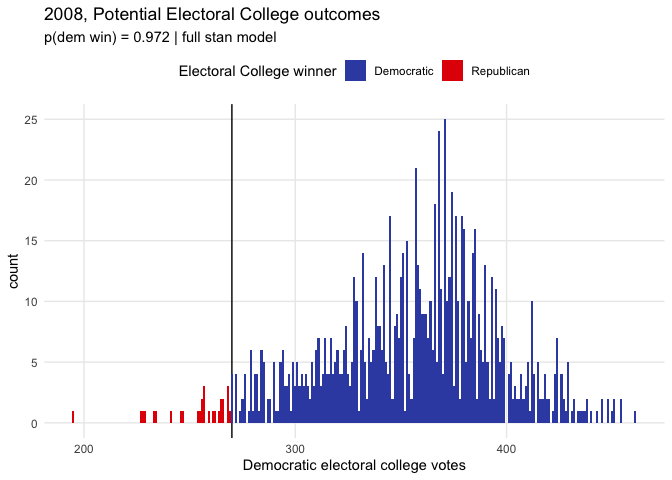 2008, Potential Electoral College outcomes
p(dem win) = 0.972 | full stan model
Electoral College winner Democratic Republican
25
20
15
10
5
0
count
200 300 400
Democratic electoral college votes